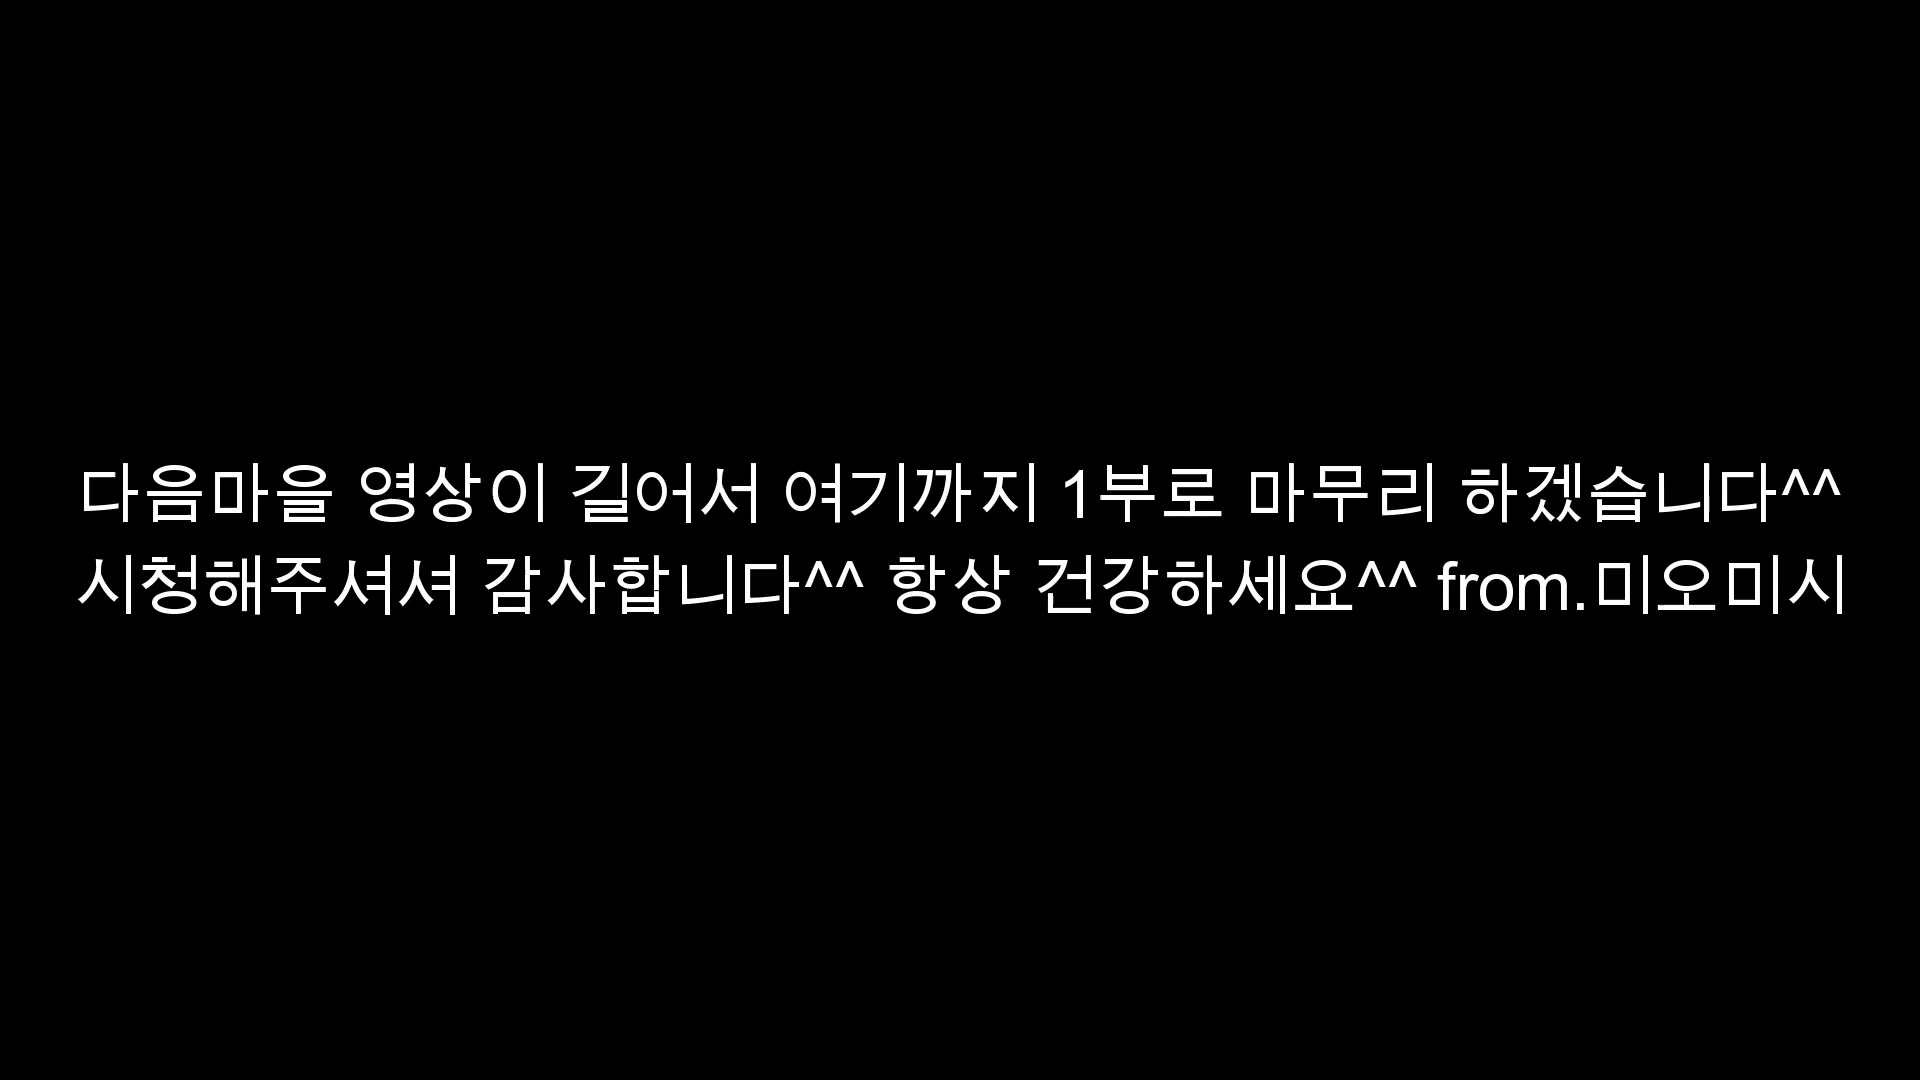 다음마을 영상이 길어서 여기까지 1부로 마무리 하겠습니다^^
시청해주셔셔 감사합니다^^ 항상 건강하세요^^ from.미오미시